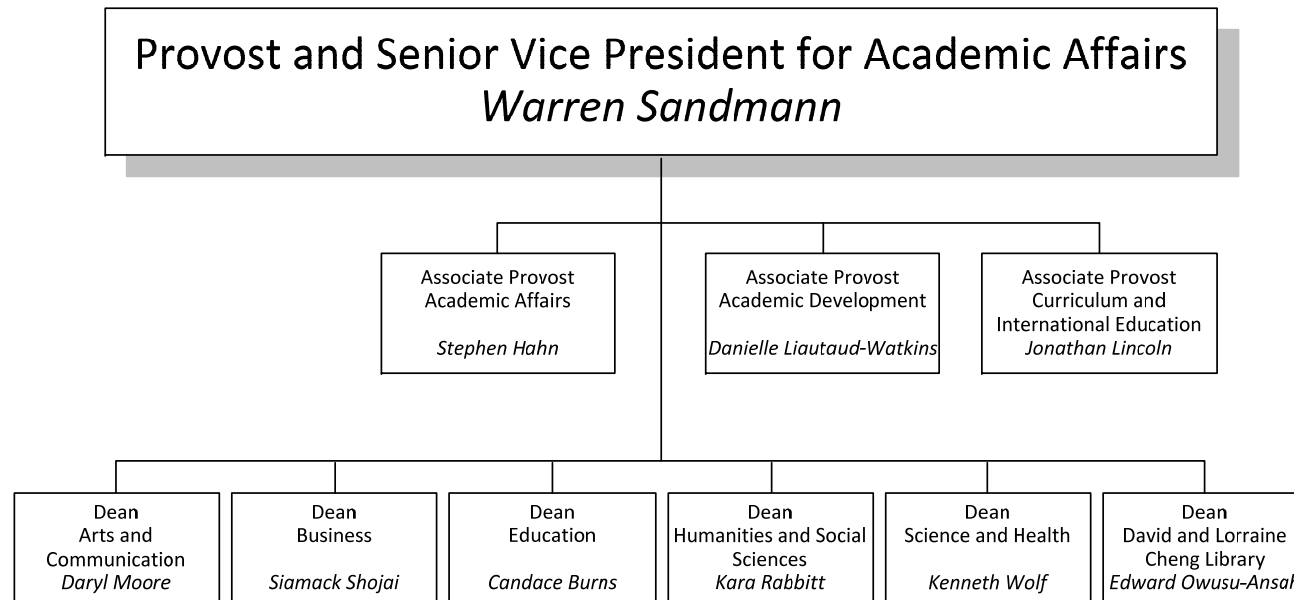 Provost and Senior Vice President for Academic Affairs
Warren Sandmann
Associate Provost
Academic Affairs
Stephen Hahn
Associate Provost
Academic Development
Danielle Liautaud-Watkins
Associate Provost
Curriculum and
International Education
Jonathan Lincoln
Dean
Arts and
Communication
Daryl Moore
Dean
Business
Siamack Shojai
Dean
Education
Candace Burns
Dean
Humanities and Social
Sciences
Kara Rabbitt
Dean
Science and Health
Kenneth Wolf
Dean
David and Lorraine
Cheng Library
Edward Owusu-Ansah